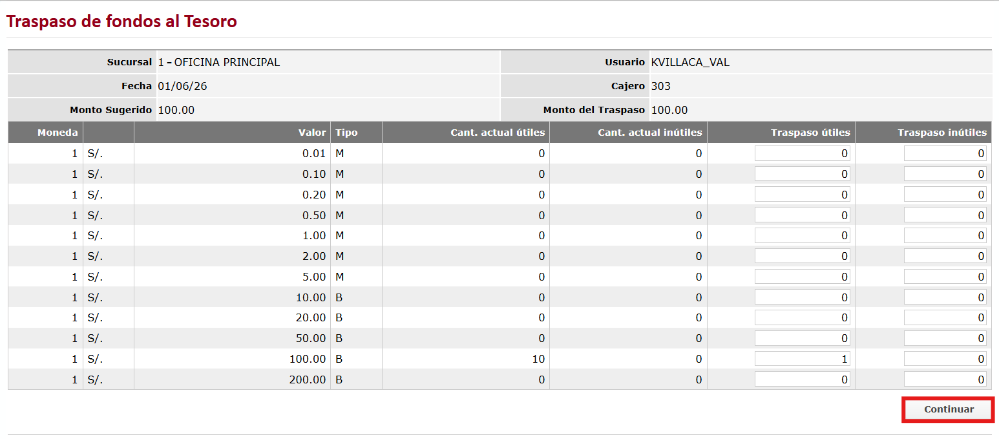 Traspaso de fondos al Tesoro
Sucursal 1 - OFICINA PRINCIPAL Usuario KVILLACA_VAL
Fecha 01/06/26 Cajero 303
Monto Sugerido 100.00 Monto del Traspaso 100.00
Moneda Valor Tipo Cant. actual útiles Cant. actual inútiles Traspaso útiles Traspaso inútiles
1 S/. 0.01 M 0 0 0 0
1 S/. 0.10 M 0 0 0 0
1 S/. 0.20 M 0 0 0 0
1 S/. 0.50 M 0 0 0 0
1 S/. 1.00 M 0 0 0 0
1 S/. 2.00 M 0 0 0 0
1 S/. 5.00 M 0 0 0 0
1 S/. 10.00 B 0 0 0 0
1 S/. 20.00 B 0 0 0 0
1 S/. 50.00 B 0 0 0 0
1 S/. 100.00 B 10 0 1 0
1 S/. 200.00 B 0 0 0 0
Continuar